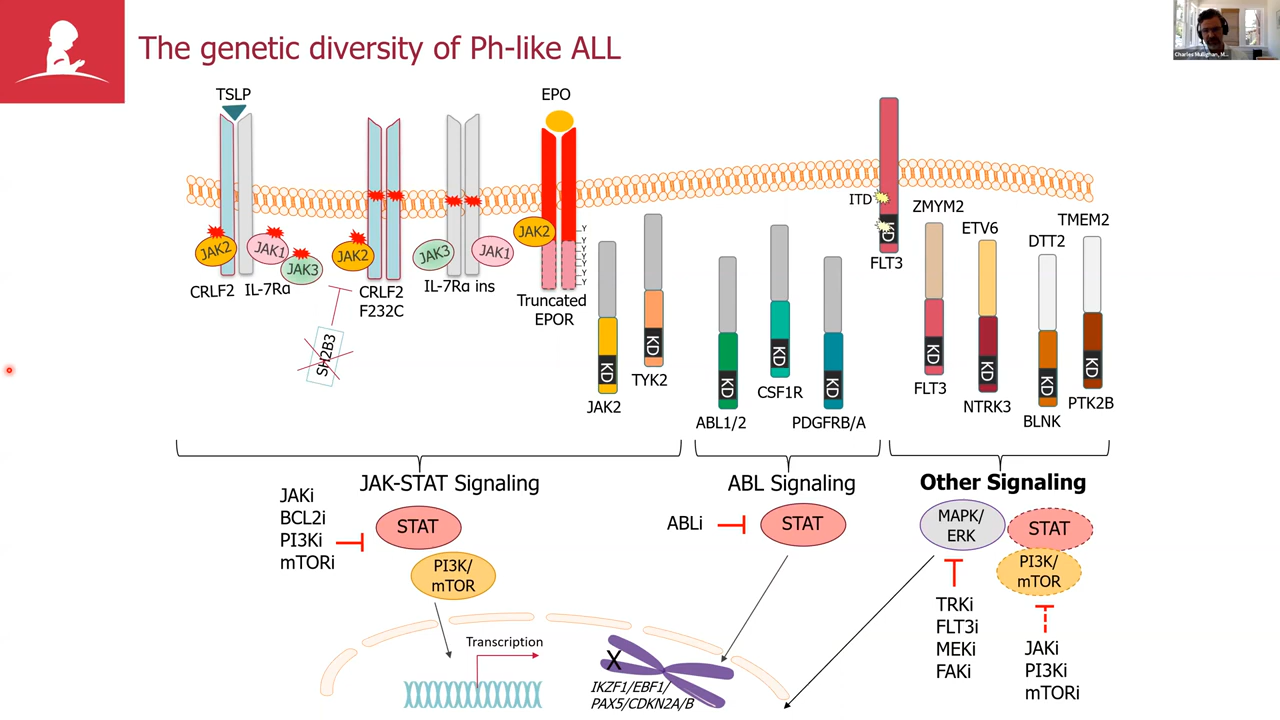 The genetic diversity of Ph-like ALL
Charles Mullighan, M...
TSLP
EPO
JAK2
JAK1
JAK3
CRLF2
IL-7Rα
SH2B3
JAK2
CRLF2
F232C
JAK3
JAK1
IL-7Rα ins
JAK2
Y
Y
Y
Y
Y
Y
Y
Y
Truncated
EPOR
KD
JAK2
KD
TYK2
KD
ABL1/2
KD
CSF1R
KD
PDGFRB/A
ITD
KD
FLT3
ZMYM2
KD
FLT3
ETV6
KD
NTRK3
DTT2
KD
BLNK
TMEM2
KD
PTK2B
JAK-STAT Signaling
JAKi
BCL2i
PI3Ki
mTORi
STAT
PI3K/
mTOR
ABL Signaling
ABLi
STAT
Other Signaling
MAPK/
ERK
STAT
PI3K/
mTOR
TRKi
FLT3i
MEKi
FAKi
JAKi
PI3Ki
mTORi
Transcription
X
IKZF1/EBF1/
PAX5/CDKN2A/B